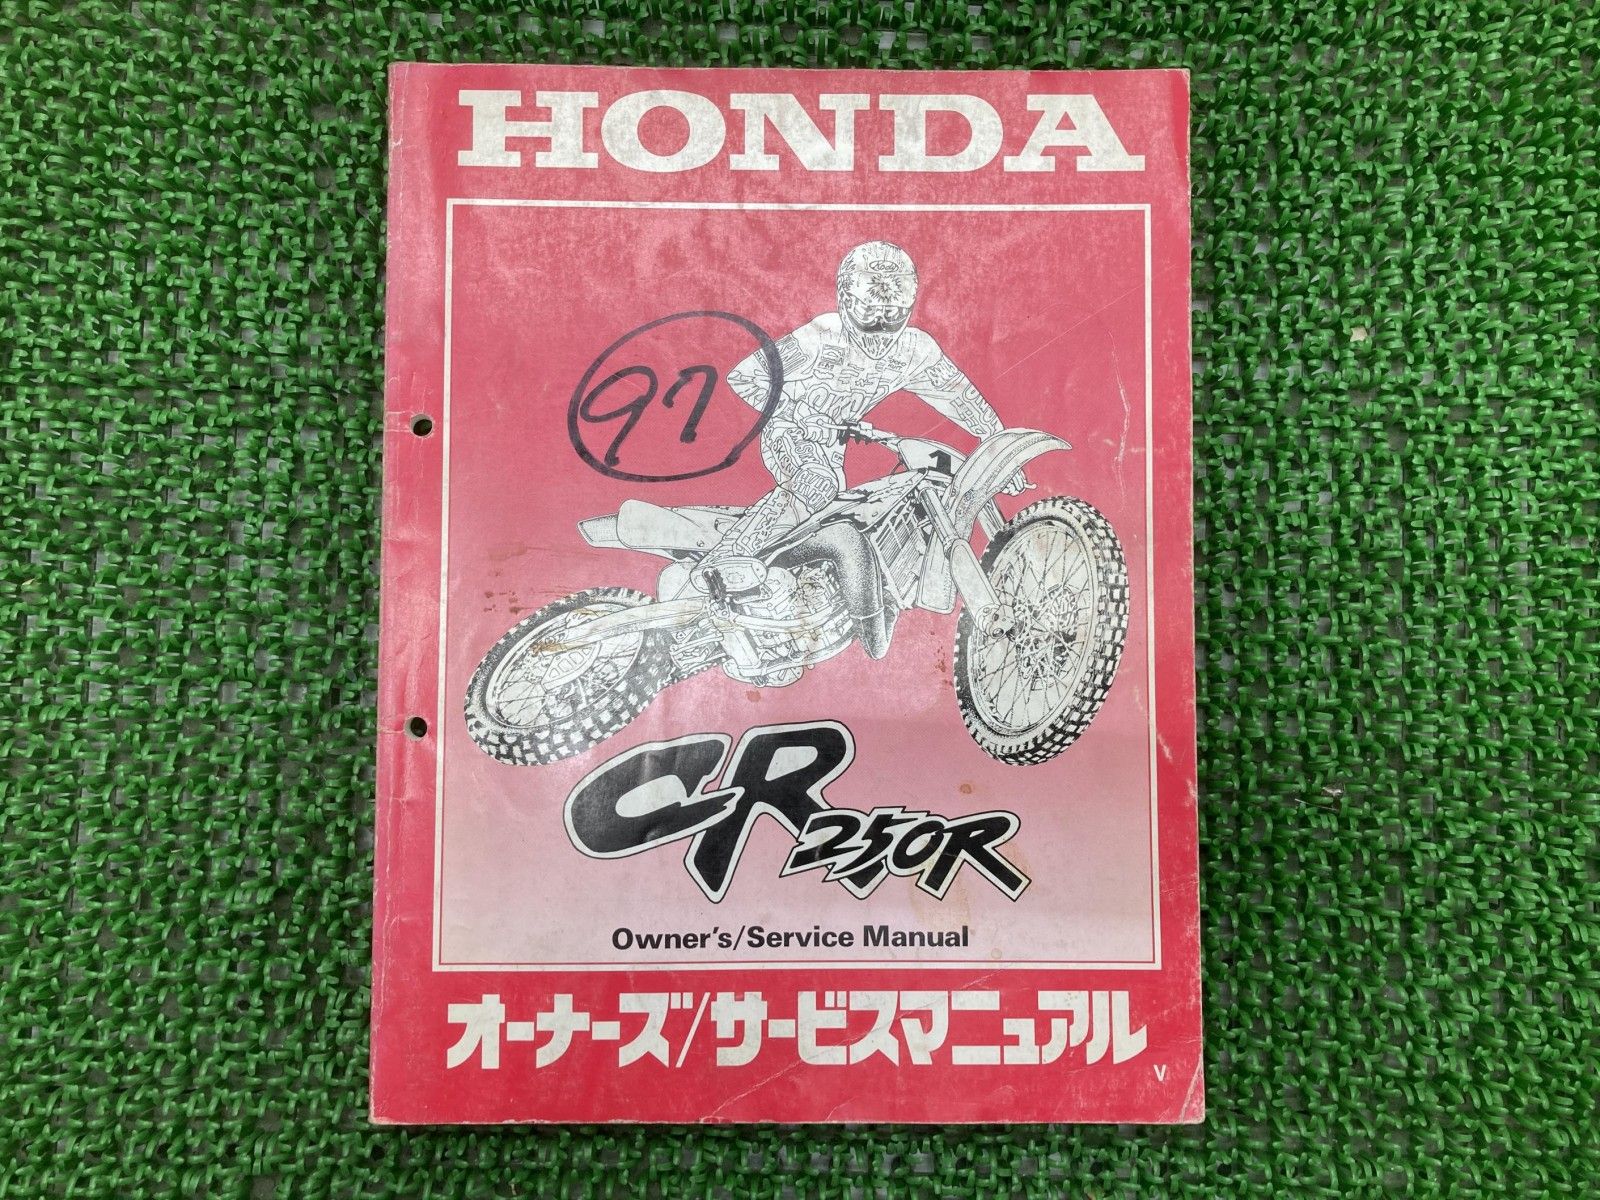 HONDA
97
1
CR250R
Owner's/Service Manual
オーナーズ/サービスマニュアル
V